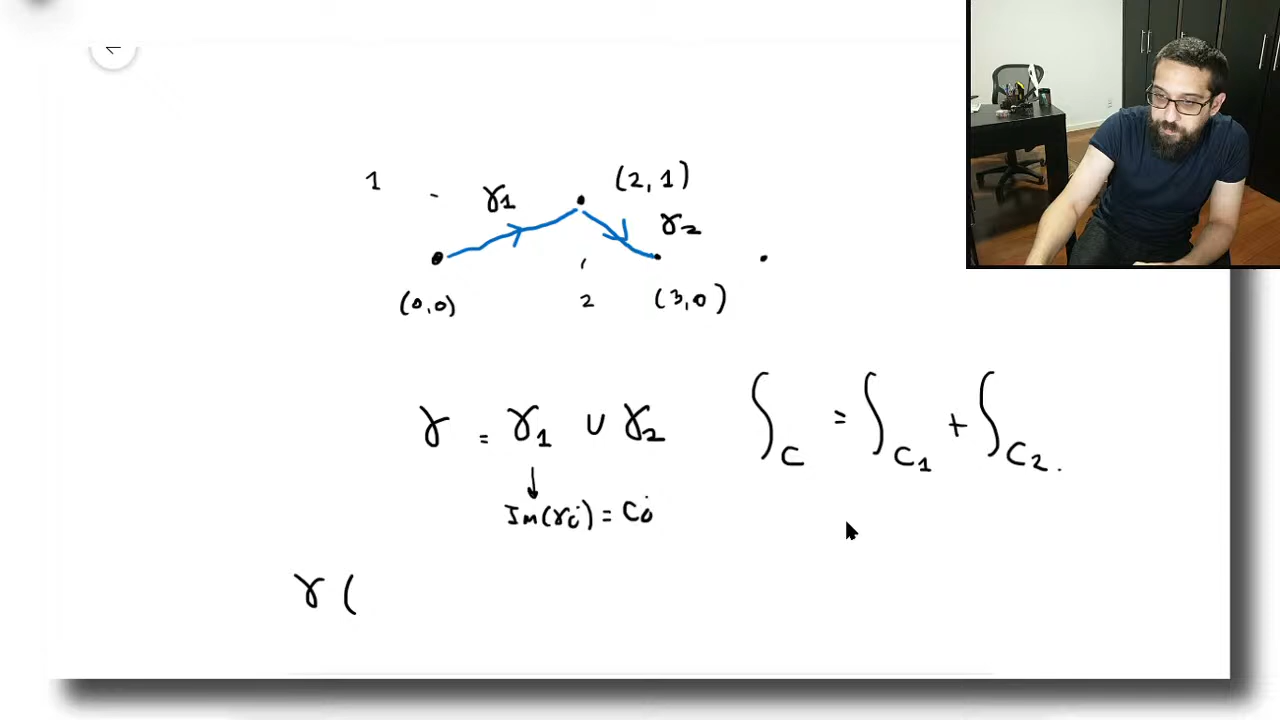 1 - γ1 (2, 1)
γ2
(0,0) 2 (3,0)
γ = γ1 ∪ γ2 ∫C = ∫C1 + ∫C2.
↓
Im(γi) = Ci
γ (